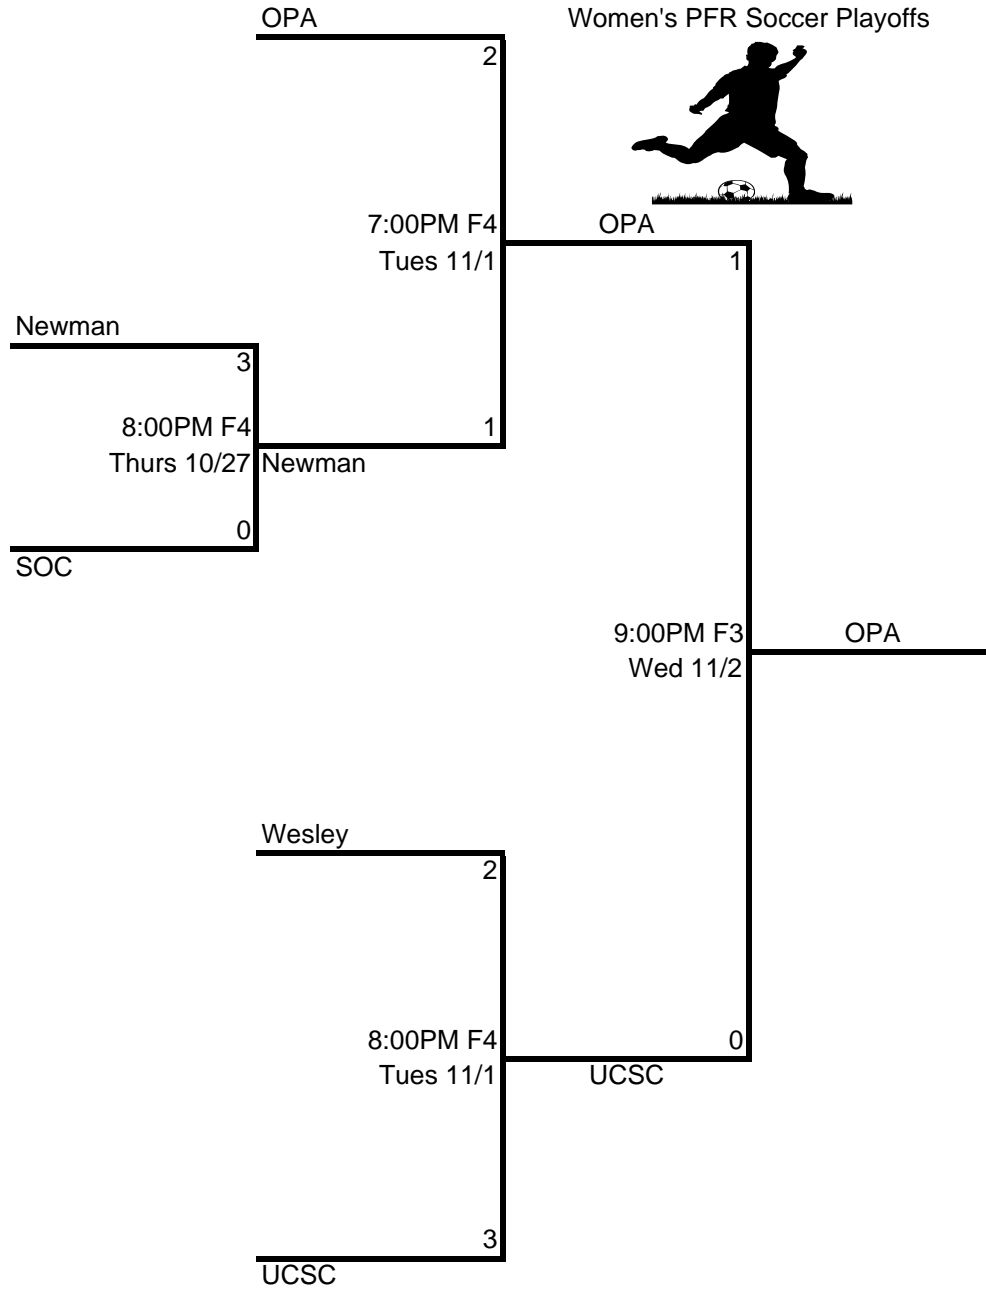 OPA
Women's PFR Soccer Playoffs
2
7:00PM F4
OPA
Tues 11/1
1
Newman
3
8:00PM F4
1
Thurs 10/27
Newman
0
SOC
9:00PM F3
OPA
Wed 11/2
Wesley
2
8:00PM F4
0
Tues 11/1
UCSC
3
UCSC